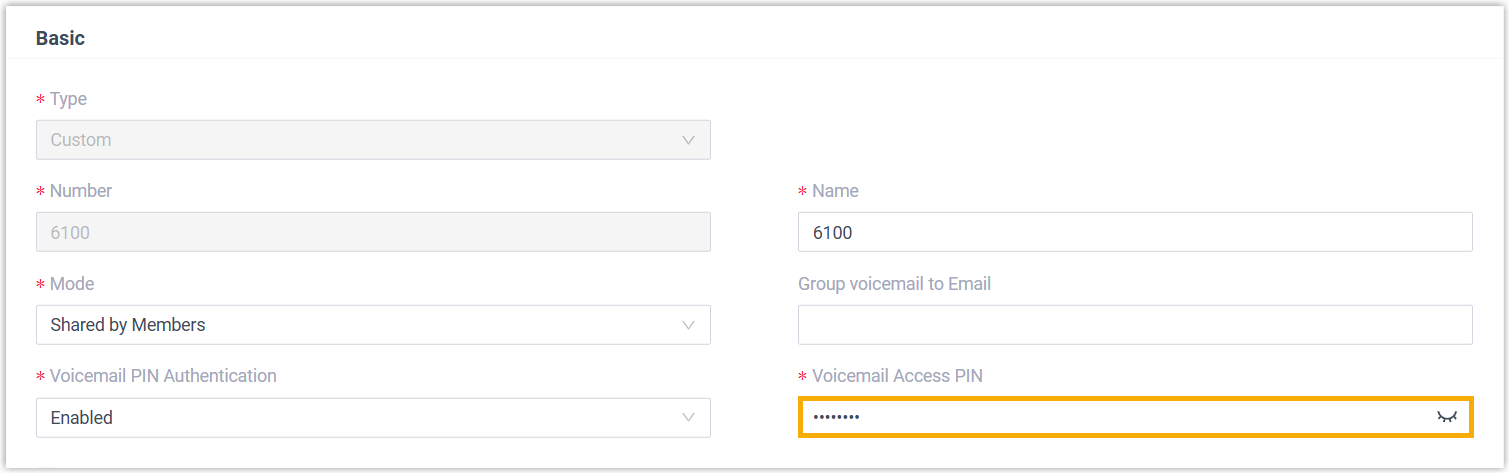 Basic
* Type
Custom
* Number
* Name
6100
6100
* Mode
Group voicemail to Email
Shared by Members
* Voicemail PIN Authentication
* Voicemail Access PIN
Enabled
••••••••